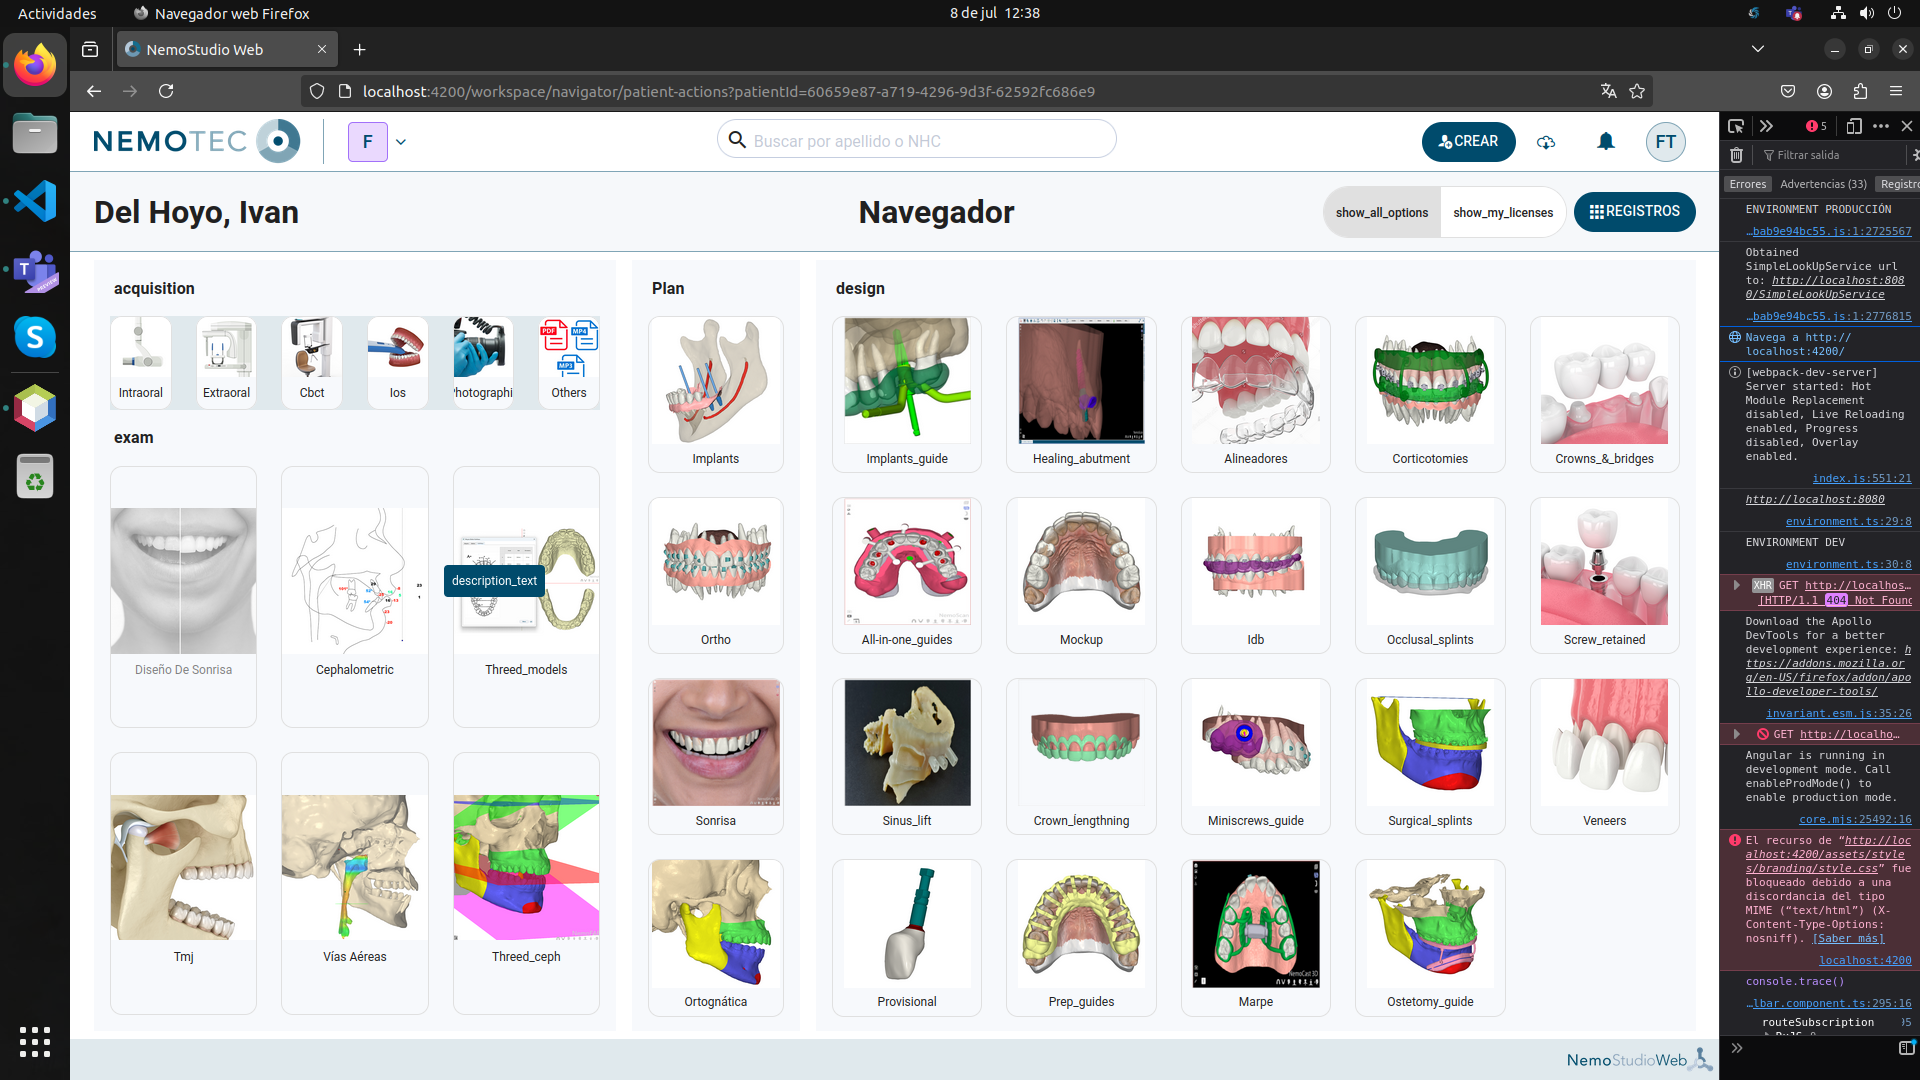 Actividades
Navegador web Firefox
8 de jul 12:38
NemoStudio Web
localhost:4200/workspace/navigator/patient-actions?patientId=60659e87-a719-4296-9d3f-62592fc686e9
NEMOTEC
F
Buscar por apellido o NHC
CREAR
FT
Del Hoyo, Ivan
Navegador
show_all_options
show_my_licenses
REGISTROS
acquisition
PDF
MP4
MP3
Intraoral
Extraoral
Cbct
Ios
Photographi
Others
exam
description_text
Diseño De Sonrisa
Cephalometric
Threed_models
Tmj
Vías Aéreas
Threed_ceph
Plan
Implants
Ortho
Sonrisa
Ortognática
design
Implants_guide
Healing_abutment
Alineadores
Corticotomies
Crowns_&_bridges
All-in-one_guides
Mockup
Idb
Occlusal_splints
Screw_retained
Sinus_lift
Crown_lengthning
Miniscrews_guide
Surgical_splints
Veneers
Provisional
Prep_guides
Marpe
Ostetomy_guide
NemoStudioWeb
5
Filtrar salida
Errores
Advertencias (33)
Registro
ENVIRONMENT PRODUCCIÓN
…bab9e94bc55.js:1:2725567
Obtained
SimpleLookUpService url
to: http://localhost:808
0/SimpleLookUpService
…bab9e94bc55.js:1:2776815
Navega a http://
localhost:4200/
[webpack-dev-server]
Server started: Hot
Module Replacement
disabled, Live Reloading
enabled, Progress
disabled, Overlay
enabled.
index.js:551:21
http://localhost:8080
environment.ts:29:8
ENVIRONMENT DEV
environment.ts:30:8
XHR GET http://localhos…
[HTTP/1.1 404 Not Found
Download the Apollo
DevTools for a better
development experience: h
ttps://addons.mozilla.or
g/en-US/firefox/addon/apo
llo-developer-tools/
invariant.esm.js:35:26
GET http://localho…
Angular is running in
development mode. Call
enableProdMode() to
enable production mode.
core.mjs:25492:16
El recurso de “http://loc
alhost:4200/assets/style
s/branding/style.css” fue
bloqueado debido a una
discordancia del tipo
MIME (“text/html”) (X-
Content-Type-Options:
nosniff). [Saber más]
localhost:4200
console.trace()
…lbar.component.ts:295:16
routeSubscription